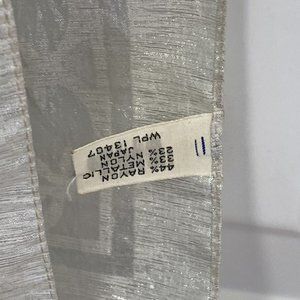 44% RAYON
33% METALLIC
23% NYLON
JAPAN
WPL 13407